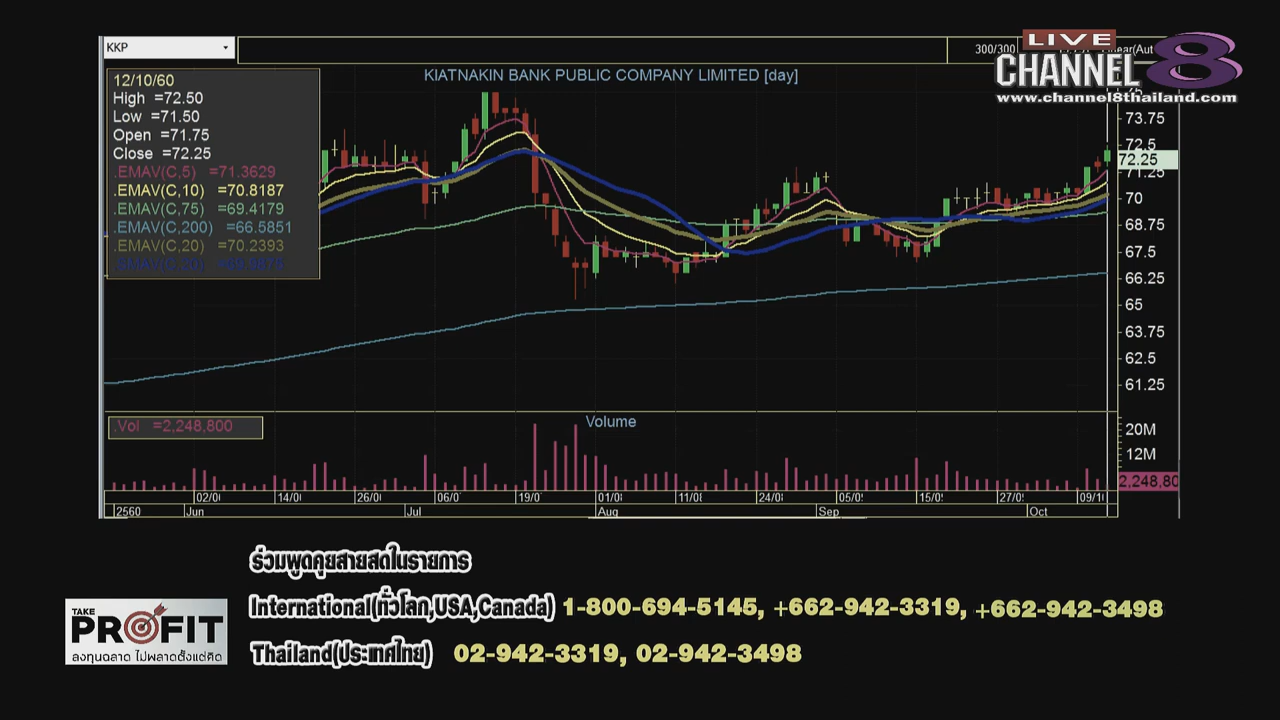 KKP
300/300
LIVE
CHANNEL 8
www.channel8thailand.com
KIATNAKIN BANK PUBLIC COMPANY LIMITED [day]
12/10/60
High =72.50
Low =71.50
Open =71.75
Close =72.25
.EMAV(C,5) =71.3629
.EMAV(C,10) =70.8187
.EMAV(C,75) =69.4179
.EMAV(C,200) =66.5851
.EMAV(C,20) =70.2393
73.75
72.5
72.25
71.25
70
68.75
67.5
66.25
65
63.75
62.5
61.25
.Vol =2,248,800
Volume
20M
12M
2,248,80
02/0 14/0 26/0 06/0 19/0 01/0 11/0 24/0 05/0 15/0 27/0 09/10
2560 Jun Jul Aug Sep Oct
ร่วมพูดคุยสายสดในรายการ
International(ทั่วโลก,USA,Canada) 1-800-694-5145, +662-942-3319, +662-942-3498
Thailand(ประเทศไทย) 02-942-3319, 02-942-3498
TAKE
PROFIT
ลงทุนฉลาด ไม่พลาดตั้งแต่คิด